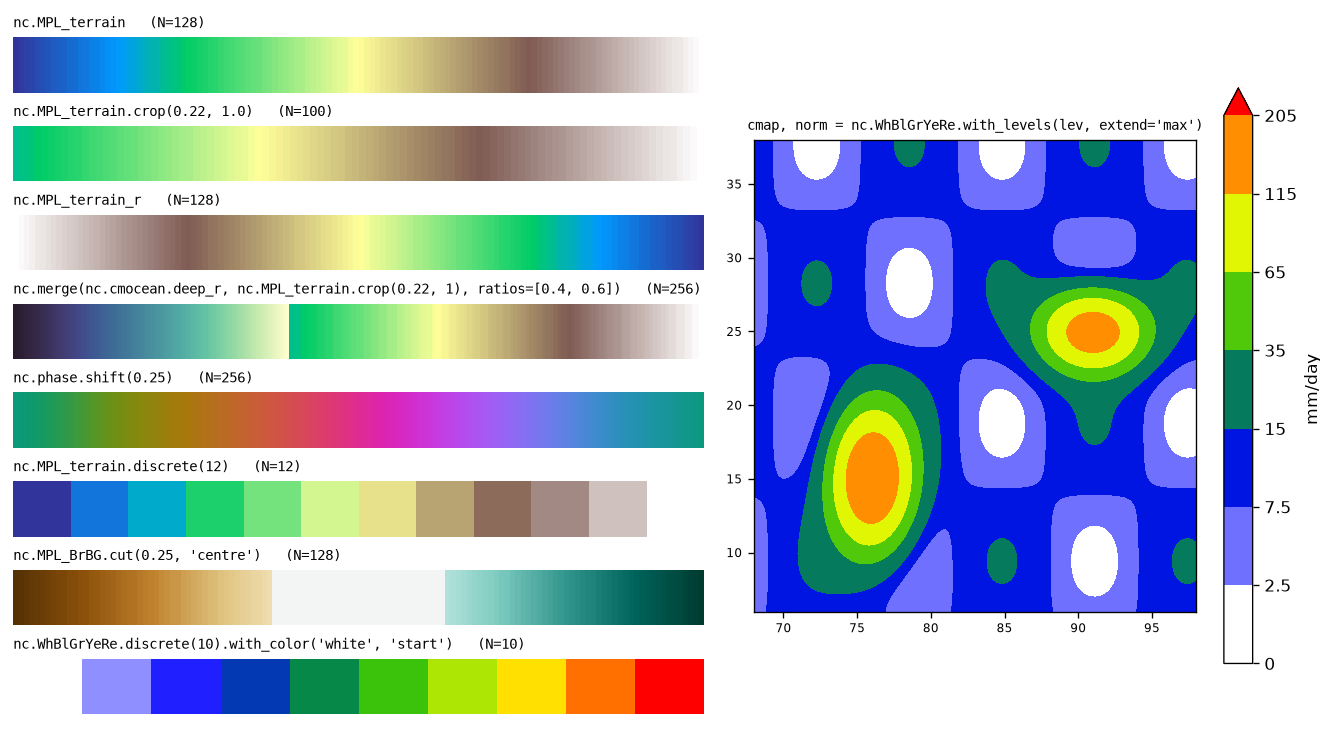 nc.MPL_terrain   (N=128)
nc.MPL_terrain.crop(0.22, 1.0)   (N=100)
nc.MPL_terrain_r   (N=128)
nc.merge(nc.cmocean.deep_r, nc.MPL_terrain.crop(0.22, 1), ratios=[0.4, 0.6])   (N=256)
nc.phase.shift(0.25)   (N=256)
nc.MPL_terrain.discrete(12)   (N=12)
nc.MPL_BrBG.cut(0.25, 'centre')   (N=128)
nc.WhBlGrYeRe.discrete(10).with_color('white', 'start')   (N=10)
cmap, norm = nc.WhBlGrYeRe.with_levels(lev, extend='max')
35
30
25
20
15
10
70 75 80 85 90 95
205
115
65
35
15
7.5
2.5
0
mm/day